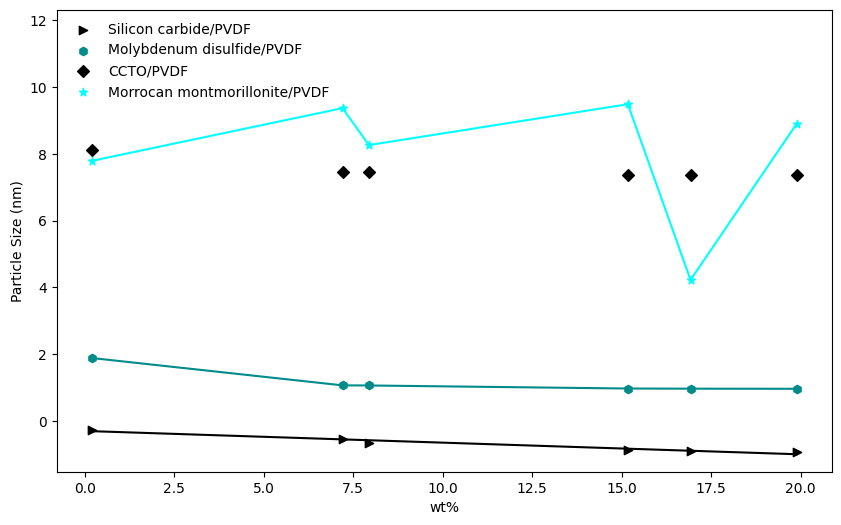 Silicon carbide/PVDF
Molybdenum disulfide/PVDF
CCTO/PVDF
Morrocan montmorillonite/PVDF
Particle Size (nm)
12
10
8
6
4
2
0
0.0 2.5 5.0 7.5 10.0 12.5 15.0 17.5 20.0
wt%